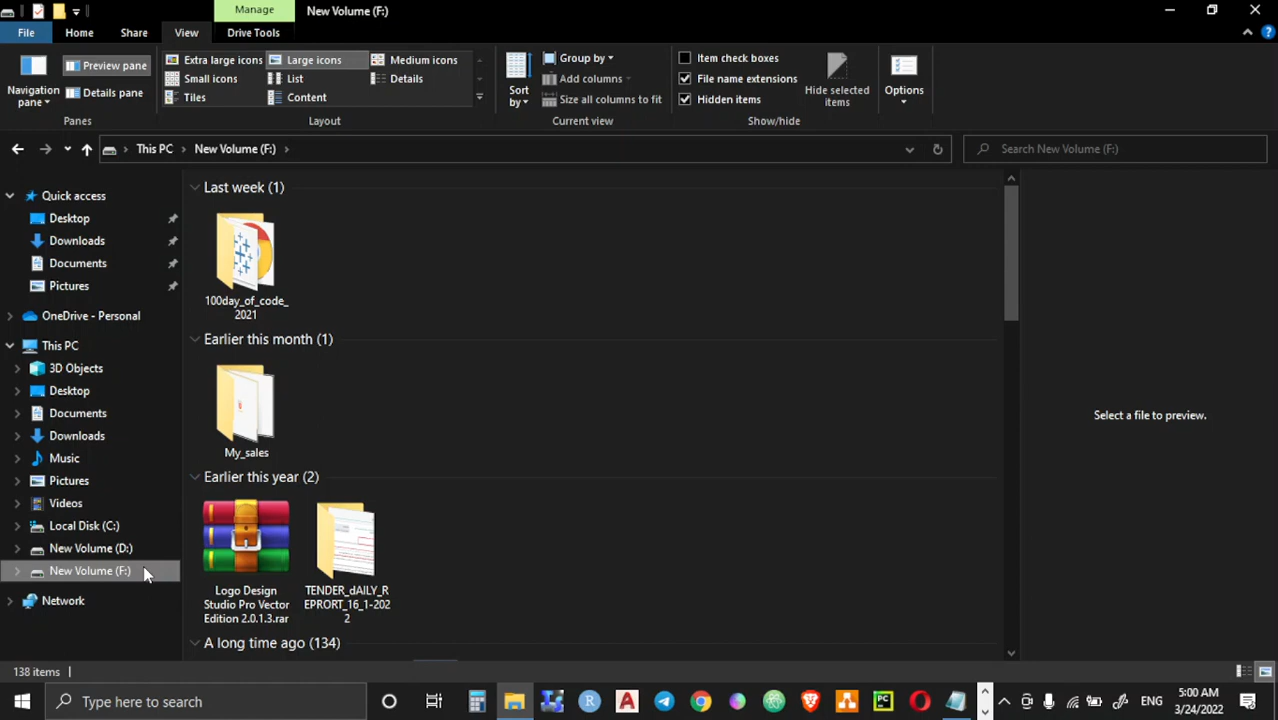 Manage
New Volume (F:)
File
Home
Share
View
Drive Tools
Navigation
pane
Preview pane
Details pane
Panes
Extra large icons
Large icons
Medium icons
Small icons
List
Details
Tiles
Content
Layout
Sort
by
Group by
Add columns
Size all columns to fit
Current view
Item check boxes
File name extensions
Hidden items
Hide selected
items
Show/hide
Options
This PC
New Volume (F:)
Search New Volume (F:)
Quick access
Desktop
Downloads
Documents
Pictures
OneDrive - Personal
This PC
3D Objects
Desktop
Documents
Downloads
Music
Pictures
Videos
Local Disk (C:)
New Volume (D:)
New Volume (F:)
Network
Last week (1)
100day_of_code_
2021
Earlier this month (1)
My_sales
Earlier this year (2)
Logo Design
Studio Pro Vector
Edition 2.0.1.3.rar
TENDER_dAILY_R
EPRORT_16_1-202
2
A long time ago (134)
Select a file to preview.
138 items
Type here to search
ENG
5:00 AM
3/24/2022